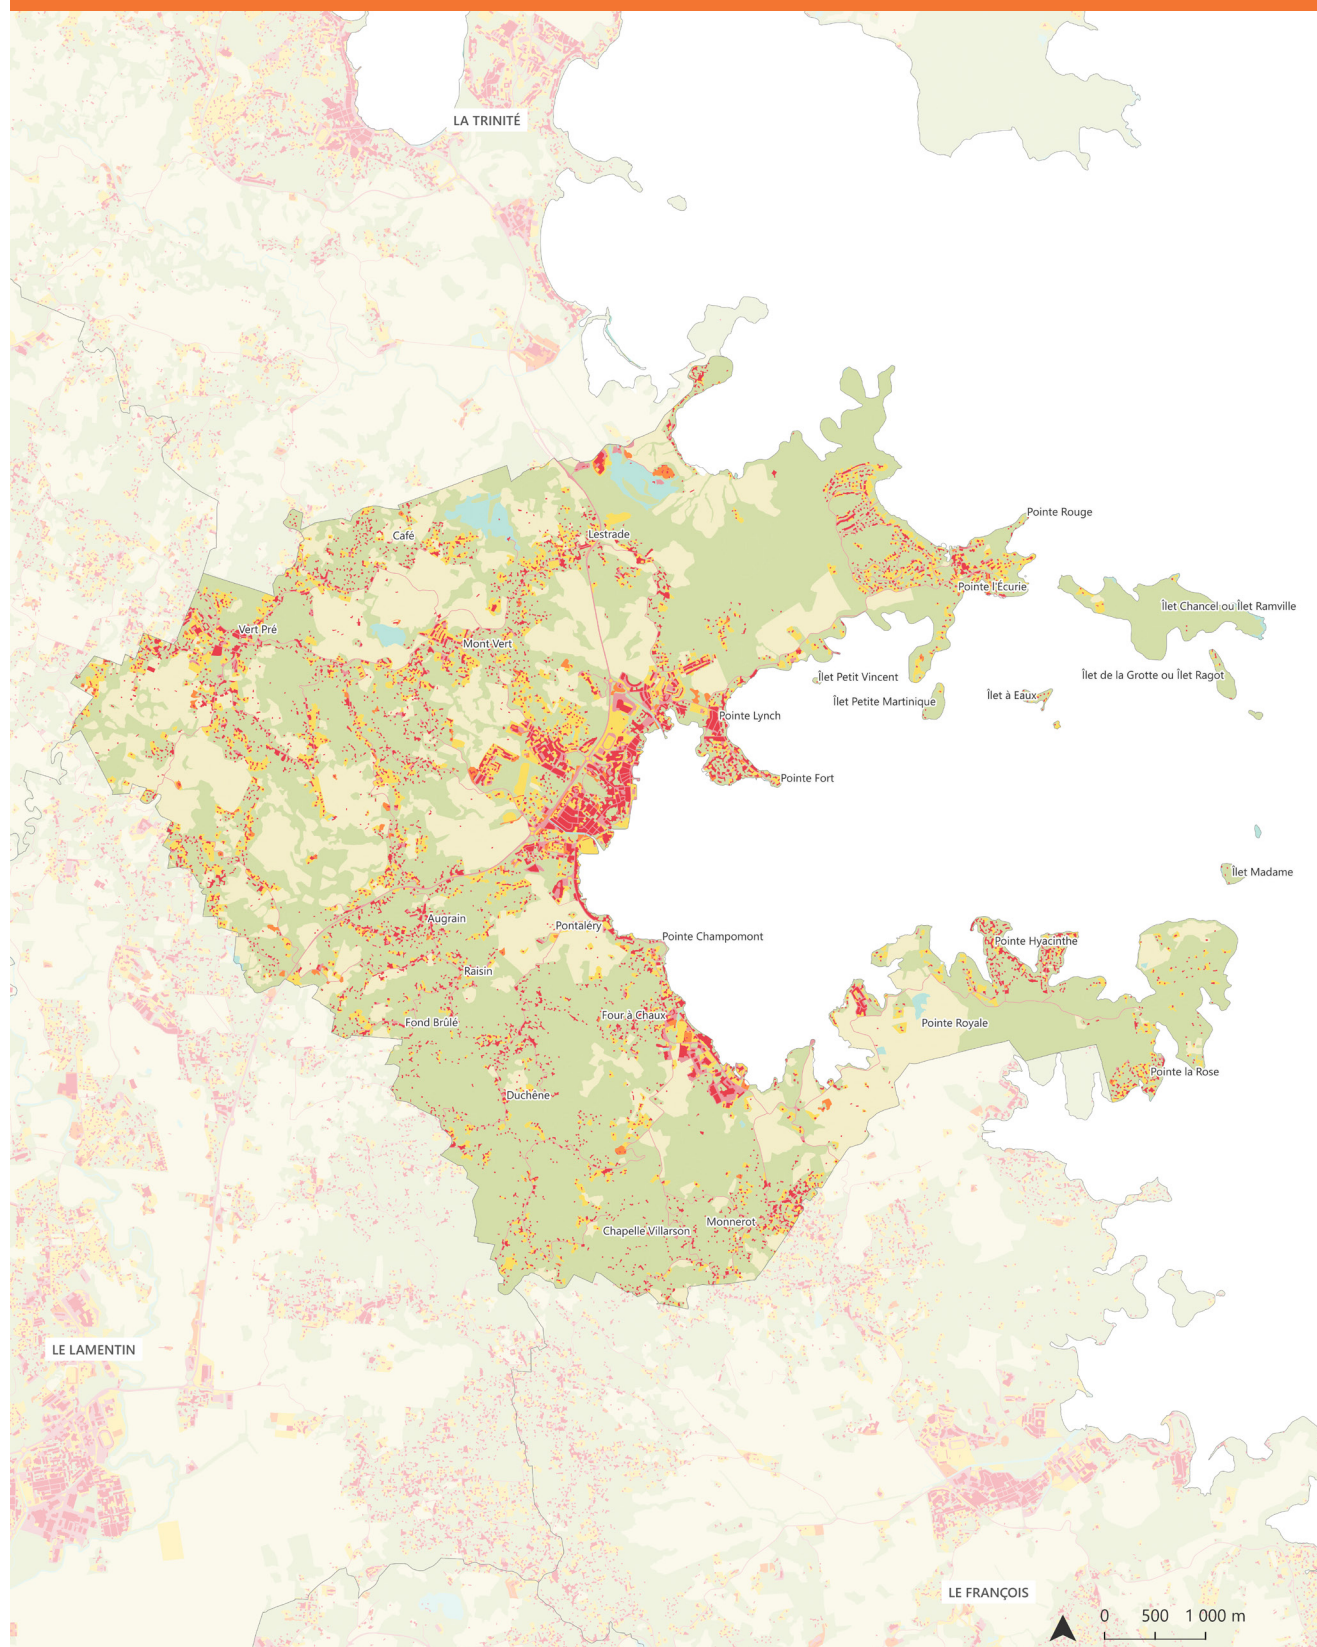 LA TRINITÉ
Pointe Rouge
Café
Lestrade
Pointe l'Écurie
Îlet Chancel ou Îlet Ramville
Vert Pré
Mont Vert
Îlet Petit Vincent
Îlet de la Grotte ou Îlet Ragot
Îlet à Eaux
Îlet Petite Martinique
Pointe Lynch
Pointe Fort
Îlet Madame
Augrain
Pontaléry
Pointe Champomont
Pointe Hyacinthe
Raisin
Four à Chaux
Fond Brûlé
Pointe Royale
Pointe la Rose
Duchêne
Monnerot
Chapelle Villarson
LE LAMENTIN
LE FRANÇOIS
0 500 1 000 m